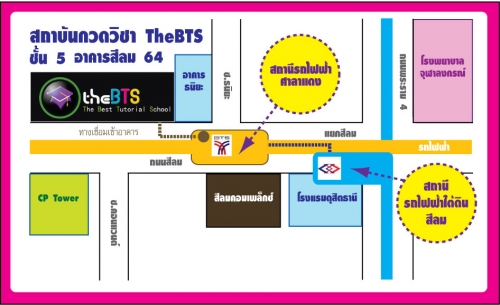 สถาบันกวดวิชา TheBTS
ชั้น 5 อาคารสีลม 64
theBTS
The Best Tutorial School
อาคาร
ธนิยะ
ถ.ธนิยะ
สถานีรถไฟฟ้า
ศาลาแดง
ถนนพระราม 4
โรงพยาบาล
จุฬาลงกรณ์
ทางเชื่อมเข้าอาคาร
BTS
แยกสีลม
รถไฟฟ้า
ถนนสีลม
CP Tower
ถ.คอนแวนต์
สีลมคอมเพล็กซ์
โรงแรมดุสิตธานี
สถานี
รถไฟฟ้าใต้ดิน
สีลม